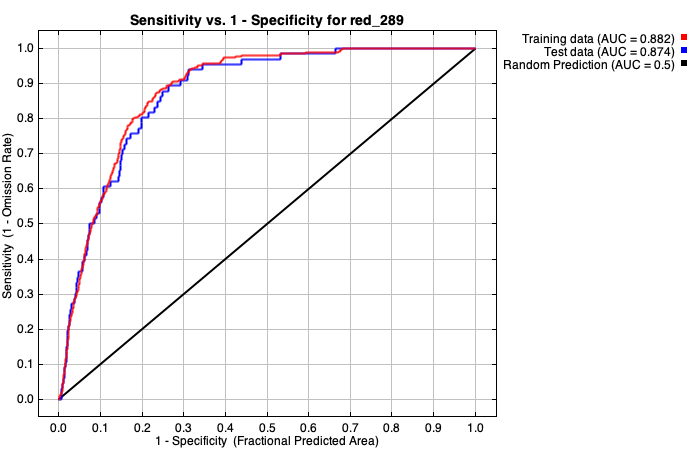 Sensitivity vs. 1 - Specificity for red_289
Training data (AUC = 0.882)
Test data (AUC = 0.874)
Random Prediction (AUC = 0.5)
Sensitivity (1 - Omission Rate)
1.0
0.9
0.8
0.7
0.6
0.5
0.4
0.3
0.2
0.1
0.0
0.0 0.1 0.2 0.3 0.4 0.5 0.6 0.7 0.8 0.9 1.0
1 - Specificity (Fractional Predicted Area)